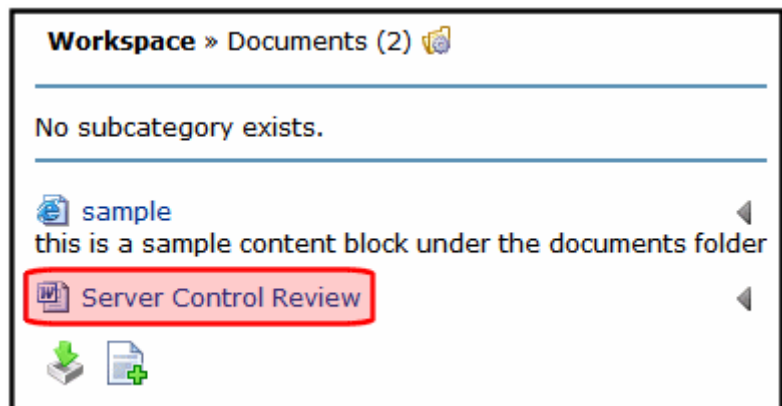 Workspace » Documents (2)
No subcategory exists.
sample
this is a sample content block under the documents folder
Server Control Review